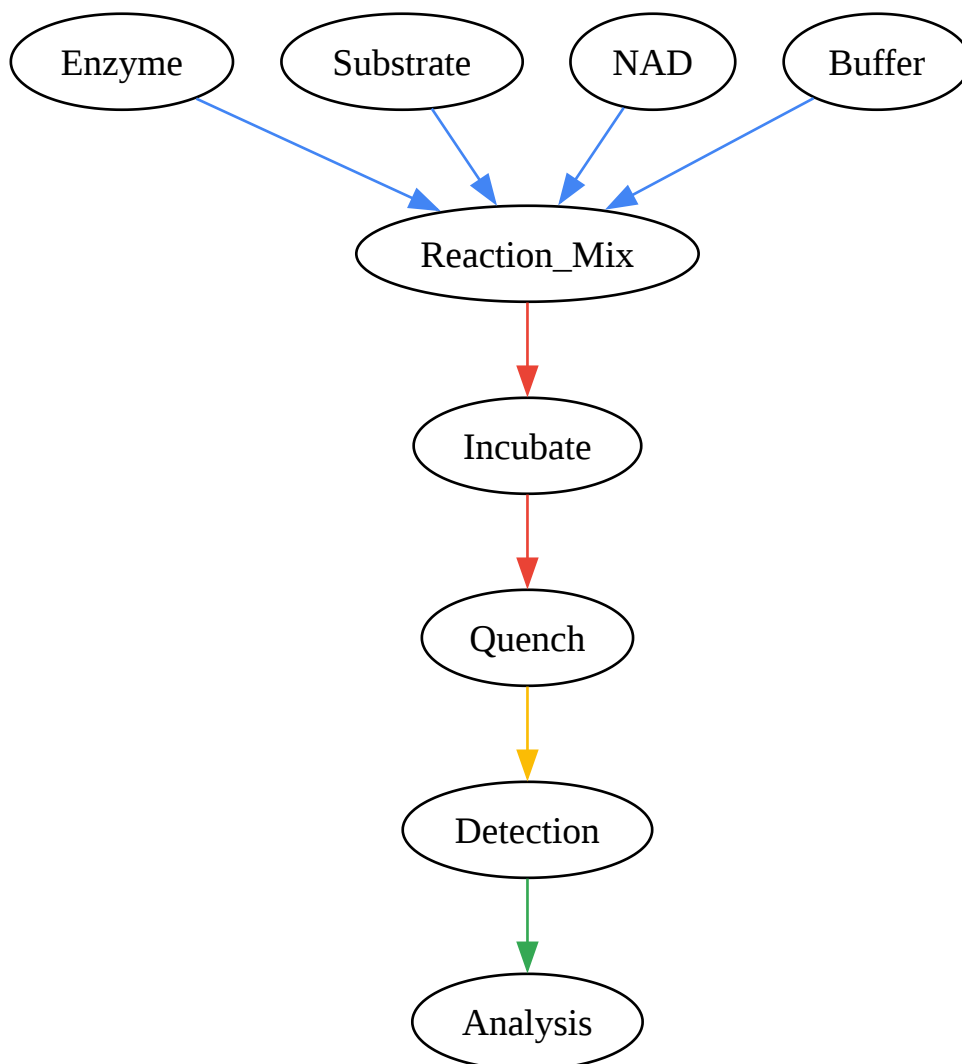 Enzyme Substrate NAD Buffer
Reaction_Mix
Incubate
Quench
Detection
Analysis